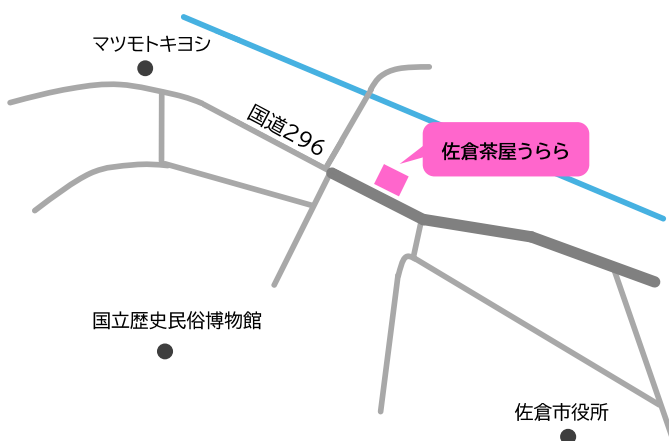 マツモトキヨシ
国道296
佐倉茶屋うらら
国立歴史民俗博物館
佐倉市役所